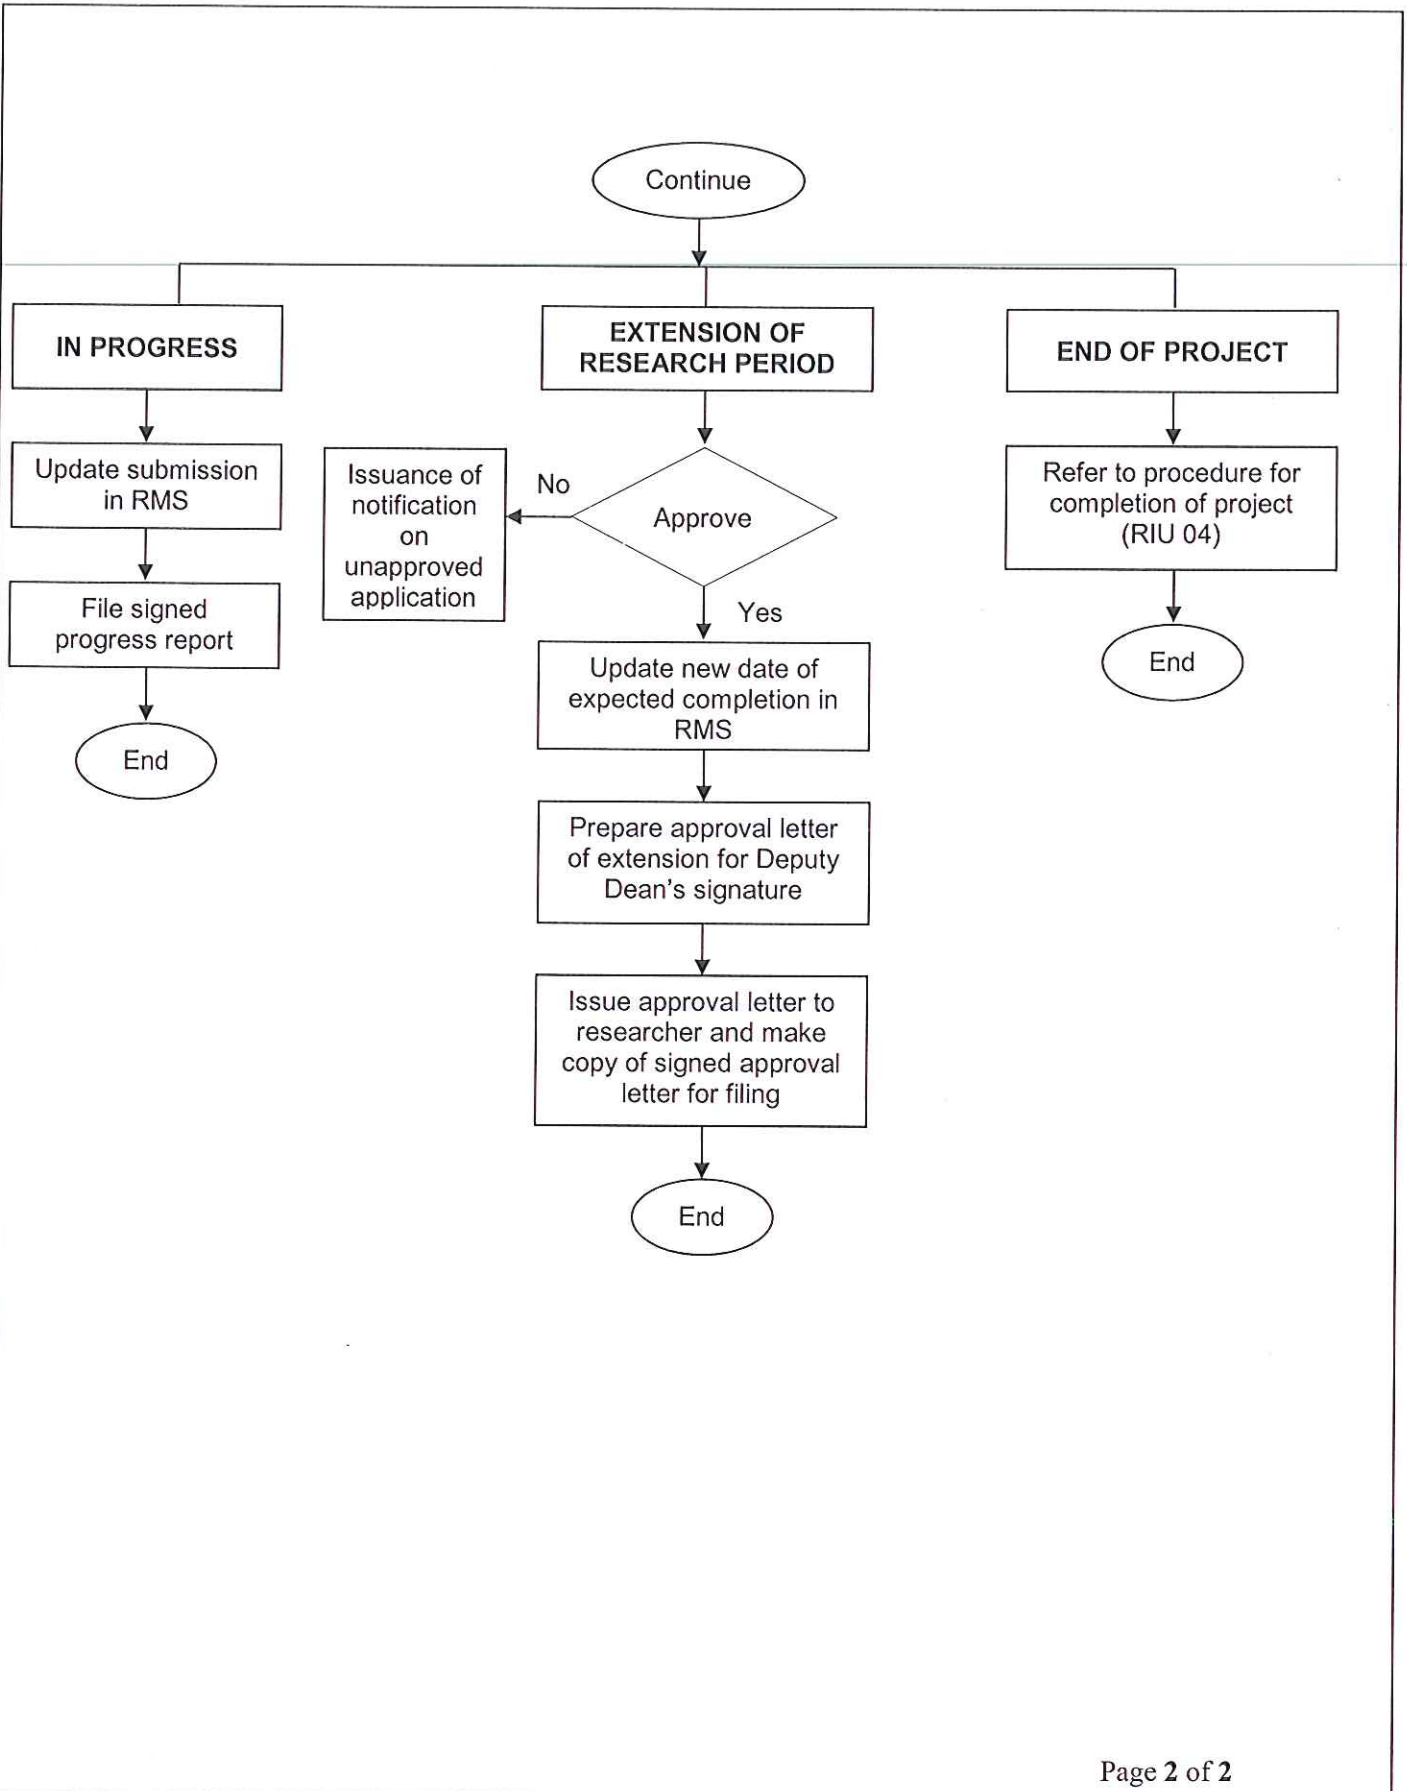 Continue
IN PROGRESS
EXTENSION OF
RESEARCH PERIOD
END OF PROJECT
Update submission
in RMS
Issuance of
notification
on
unapproved
application
No
Approve
Refer to procedure for
completion of project
(RIU 04)
File signed
progress report
Yes
End
Update new date of
expected completion in
RMS
End
Prepare approval letter
of extension for Deputy
Dean's signature
Issue approval letter to
researcher and make
copy of signed approval
letter for filing
End
Page 2 of 2